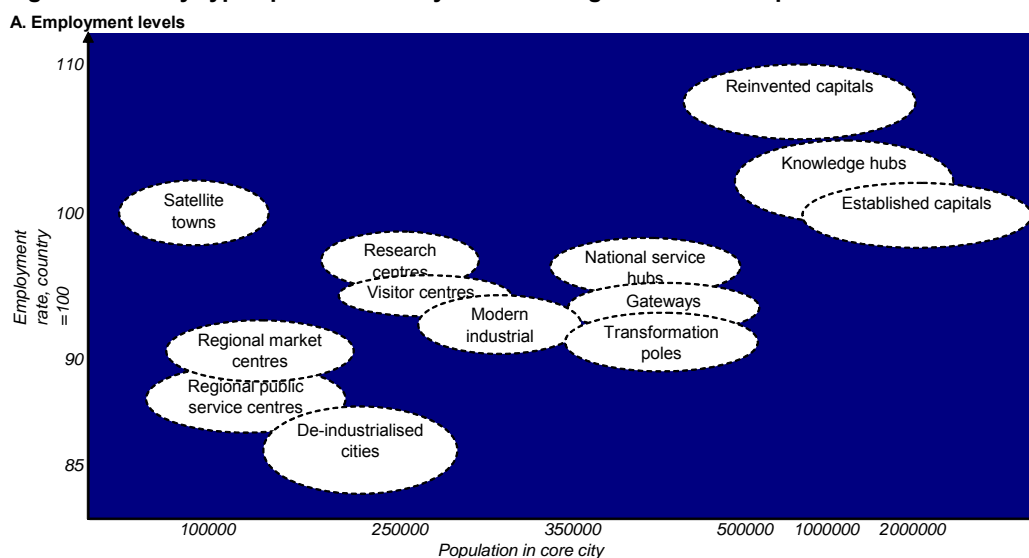 A. Employment levels
110
Reinvented capitals
Knowledge hubs
Satellite
towns
100
Established capitals
Research
centres
National service
hubs
Employment
rate, country
=100
Visitor centres
Gateways
Modern
industrial
Transformation
poles
Regional market
centres
90
Regional public
service centres
De-industrialised
cities
85
100000
250000
350000
500000
1000000
2000000
Population in core city